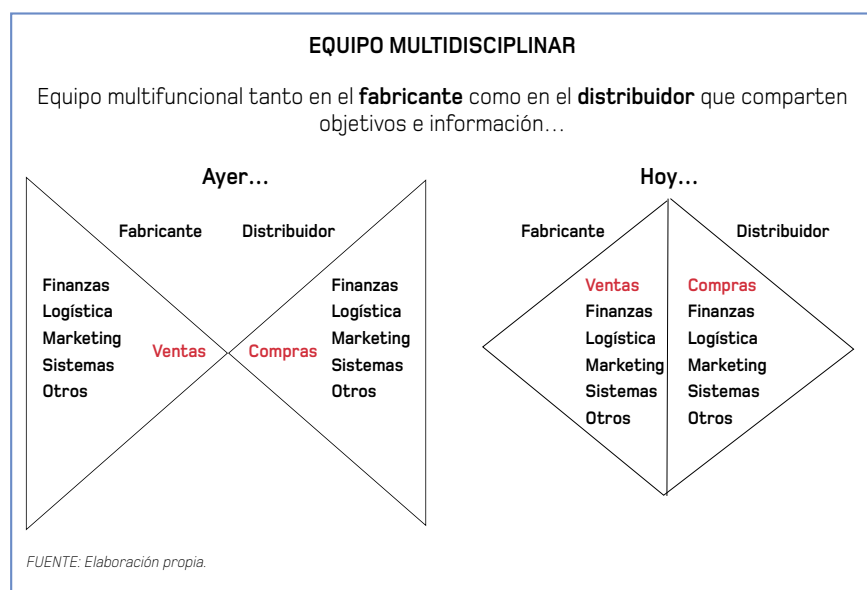 EQUIPO MULTIDISCIPLINAR
Equipo multifuncional tanto en el fabricante como en el distribuidor que comparten
objetivos e información...
Ayer...
Fabricante
Distribuidor
Finanzas
Logística
Marketing
Sistemas
Otros
Ventas
Compras
Finanzas
Logística
Marketing
Sistemas
Otros
Hoy...
Fabricante
Distribuidor
Ventas
Finanzas
Logística
Marketing
Sistemas
Otros
Compras
Finanzas
Logística
Marketing
Sistemas
Otros
FUENTE: Elaboración propia.